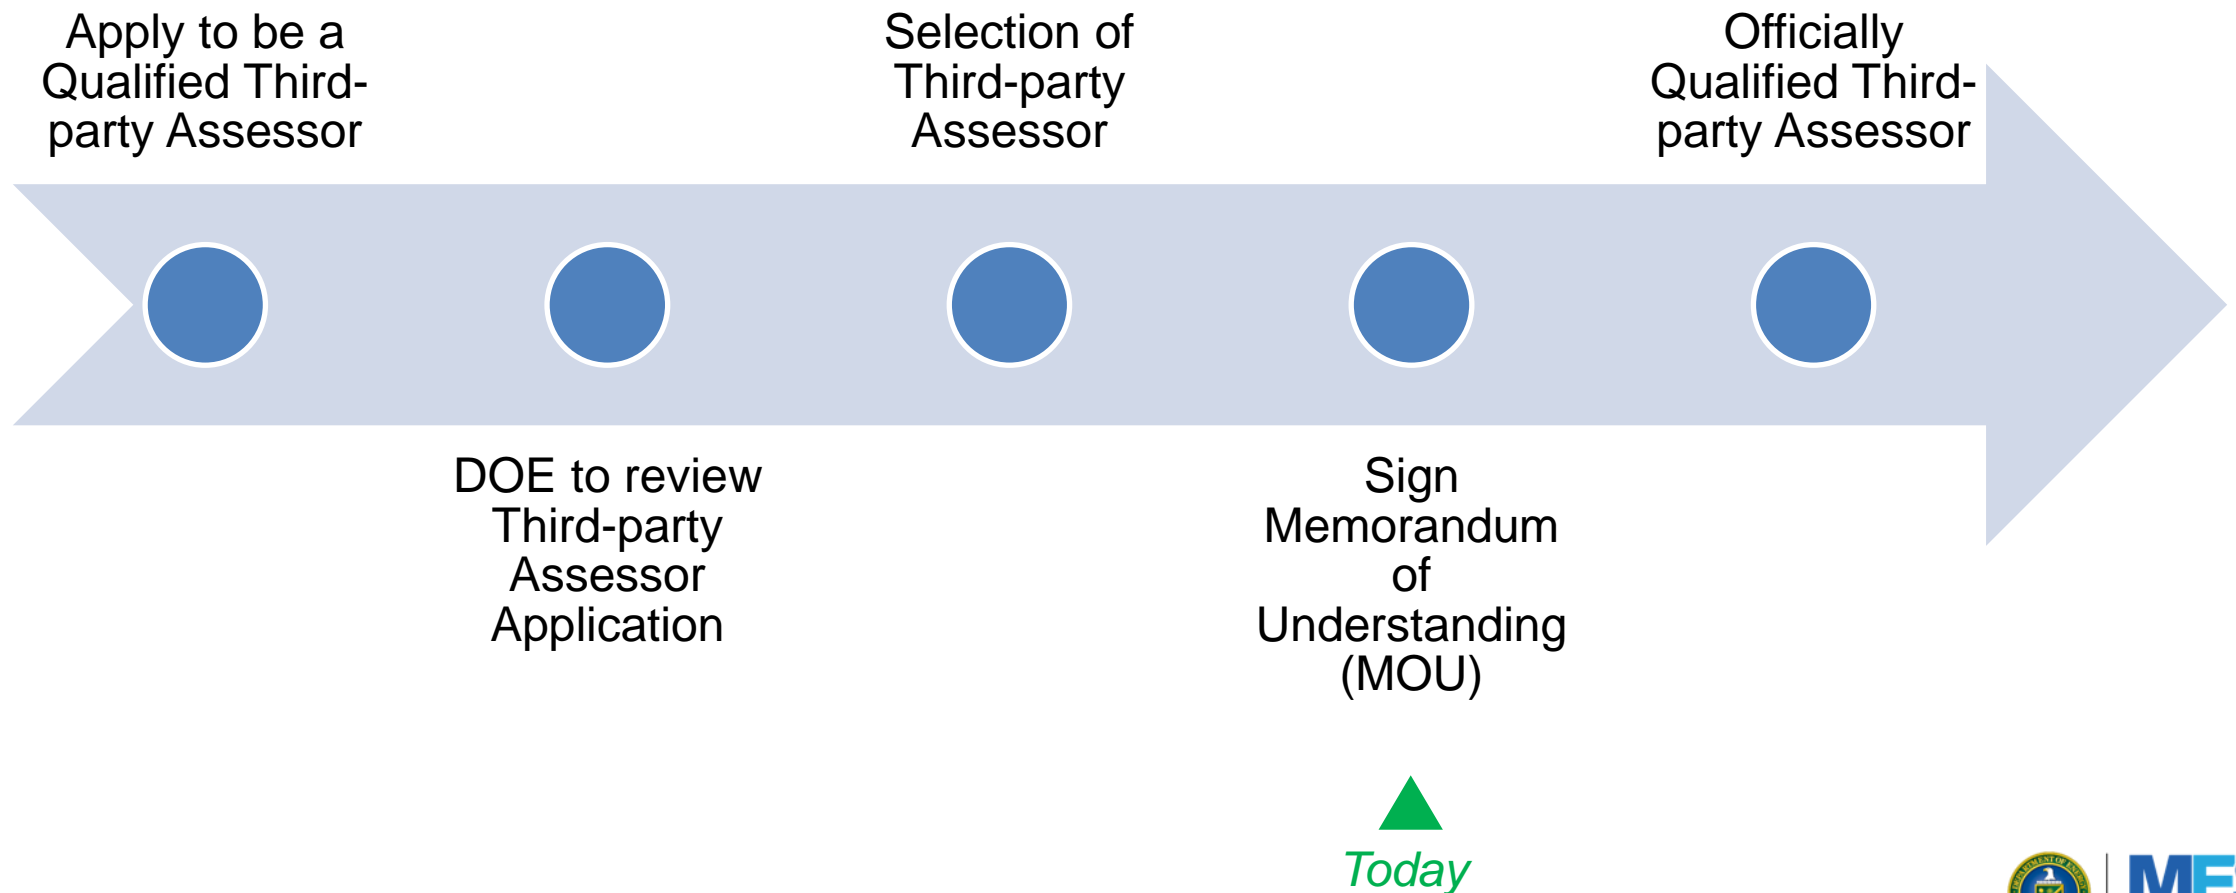 Apply to be a
Qualified Third-
party Assessor
Selection of
Third-party
Assessor
Officially
Qualified Third-
party Assessor
DOE to review
Third-party
Assessor
Application
Sign
Memorandum
of
Understanding
(MOU)
Today